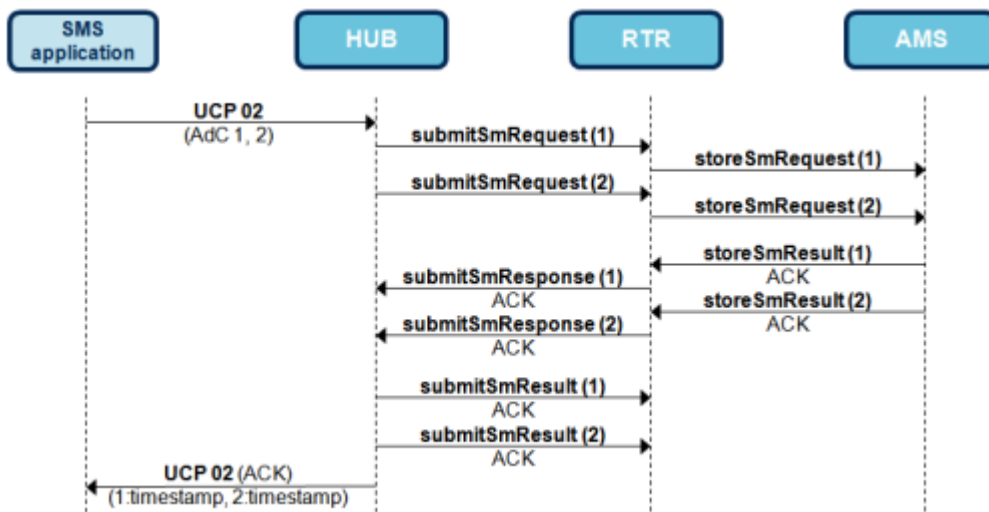 SMS
application
HUB
RTR
AMS
UCP 02
(AdC 1, 2)
submitSmRequest (1)
storeSmRequest (1)
submitSmRequest (2)
storeSmRequest (2)
storeSmResult (1)
ACK
submitSmResponse (1)
ACK
storeSmResult (2)
ACK
submitSmResponse (2)
ACK
submitSmResult (1)
ACK
submitSmResult (2)
ACK
UCP 02 (ACK)
(1:timestamp, 2:timestamp)